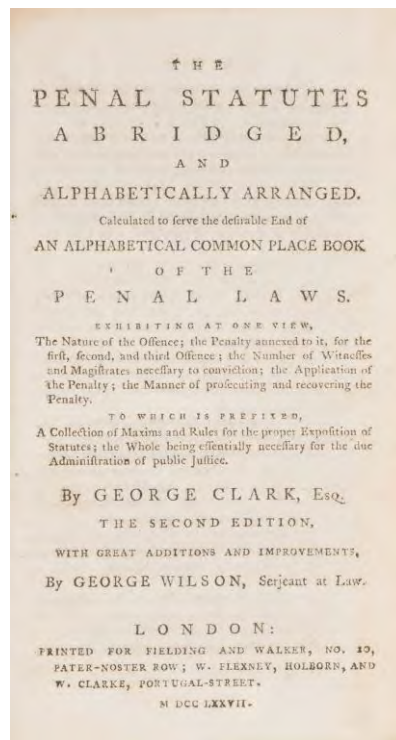 THE
PENAL STATUTES
ABRIDGED,
AND
ALPHABETICALLY ARRANGED.
Calculated to ſerve the deſirable End of
AN ALPHABETICAL COMMON PLACE BOOK
OF THE
PENAL LAWS.
EXHIBITING AT ONE VIEW,
The Nature of the Offence; the Penalty annexed to it, for the
firſt, ſecond, and third Offence; the Number of Witneſſes
and Magiſtrates neceſſary to conviction; the Application of
the Penalty; the Manner of proſecuting and recovering the
Penalty.
TO WHICH IS PREFIXED,
A Collection of Maxims and Rules for the proper Expoſition of
Statutes; the Whole being eſſentially neceſſary for the due
Adminiſtration of public Juſtice.
By GEORGE CLARK, Esq.
THE SECOND EDITION,
WITH GREAT ADDITIONS AND IMPROVEMENTS,
By GEORGE WILSON, Serjeant at Law.
LONDON:
PRINTED FOR FIELDING AND WALKER, NO. 20,
PATER-NOSTER ROW; W. FLEXNEY, HOLBORN, AND
W. CLARKE, PORTUGAL-STREET.
M DCC LXXVII.